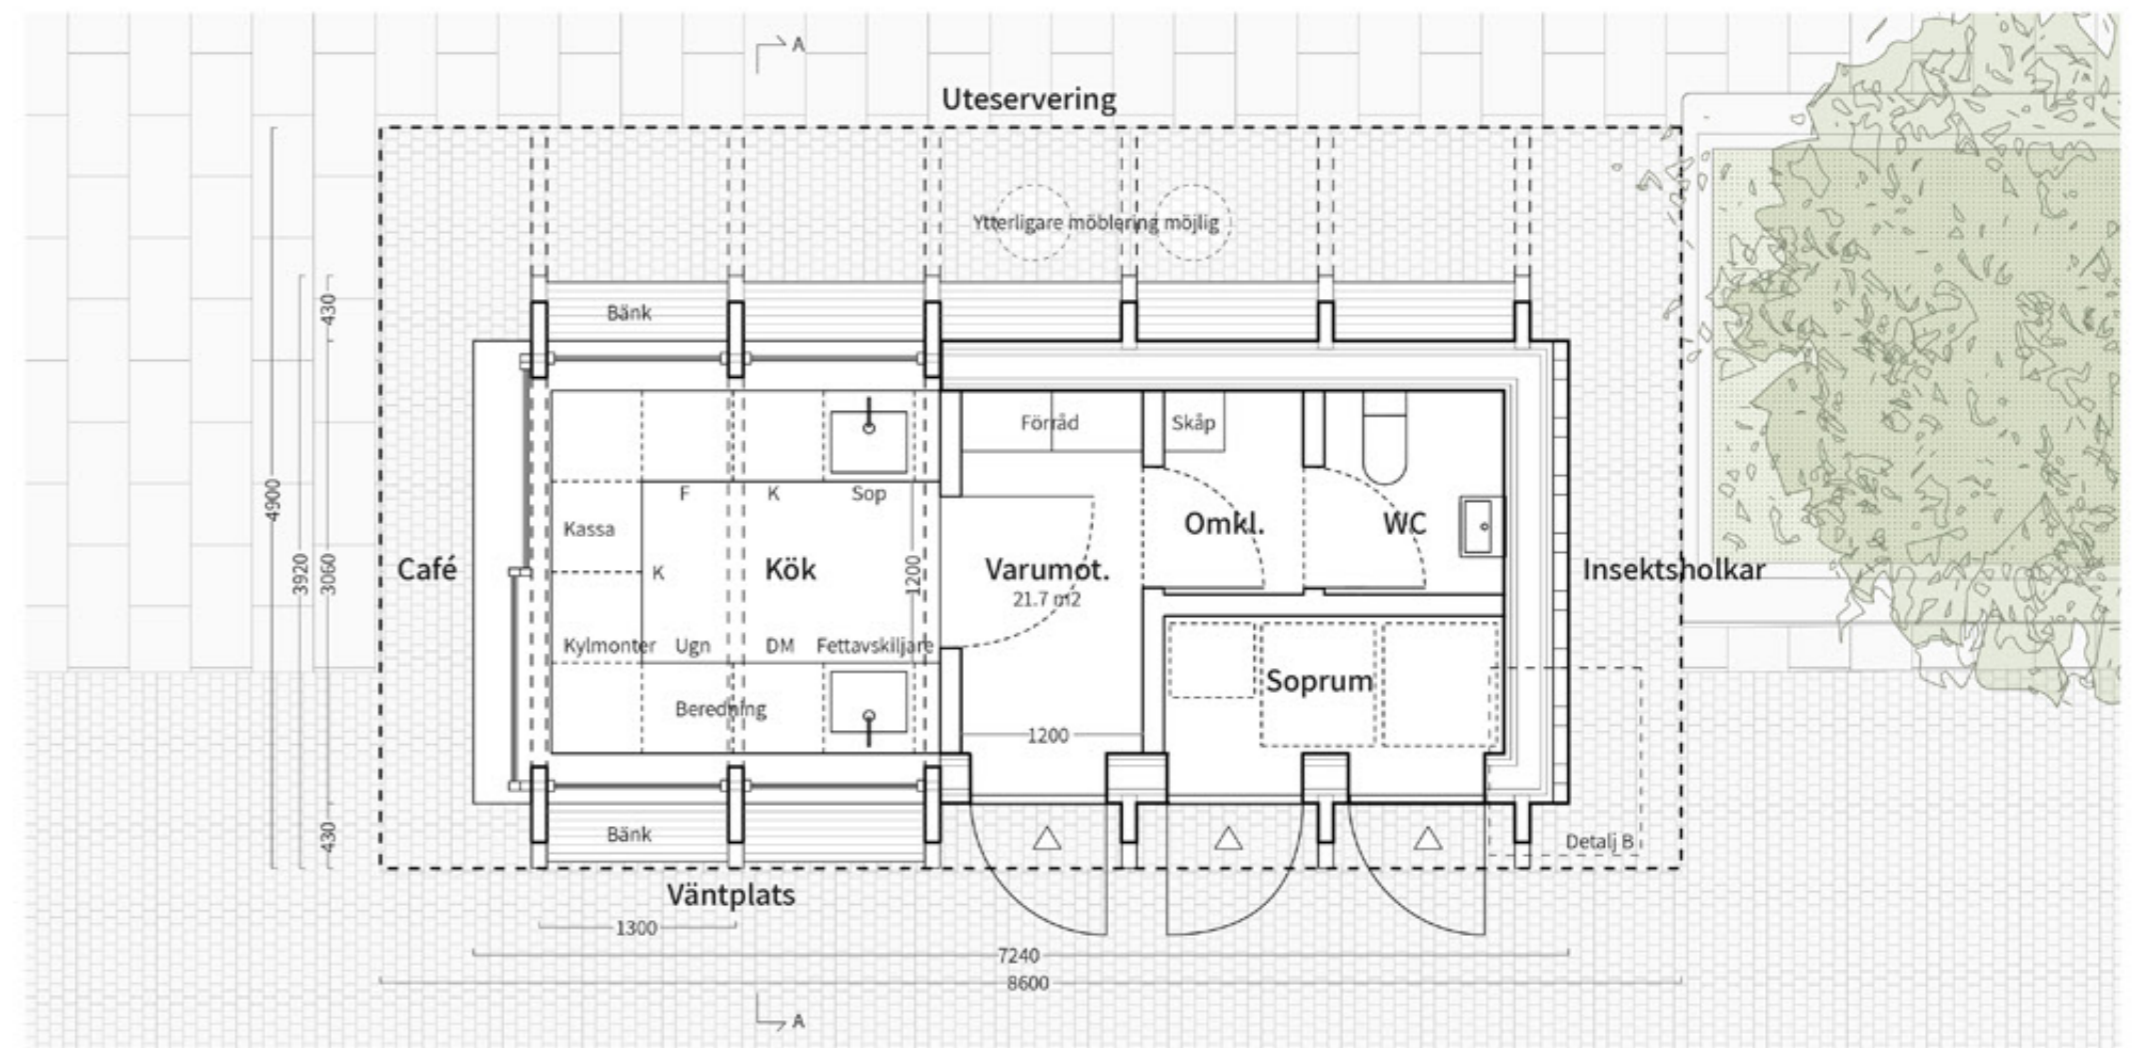 A
Uteservering
Ytterligare möblering möjlig
Bänk
430
Förråd
Skåp
F
K
Sop
4900
Kassa
Omkl.
WC
Café
3920
3060
K
Kök
1200
Varumot.
21.7 m2
Insektsholkar
Kylmonter
Ugn
DM
Fettavskiljare
Soprum
Beredning
1200
430
Bänk
Detalj B
Väntplats
1300
7240
8600
A